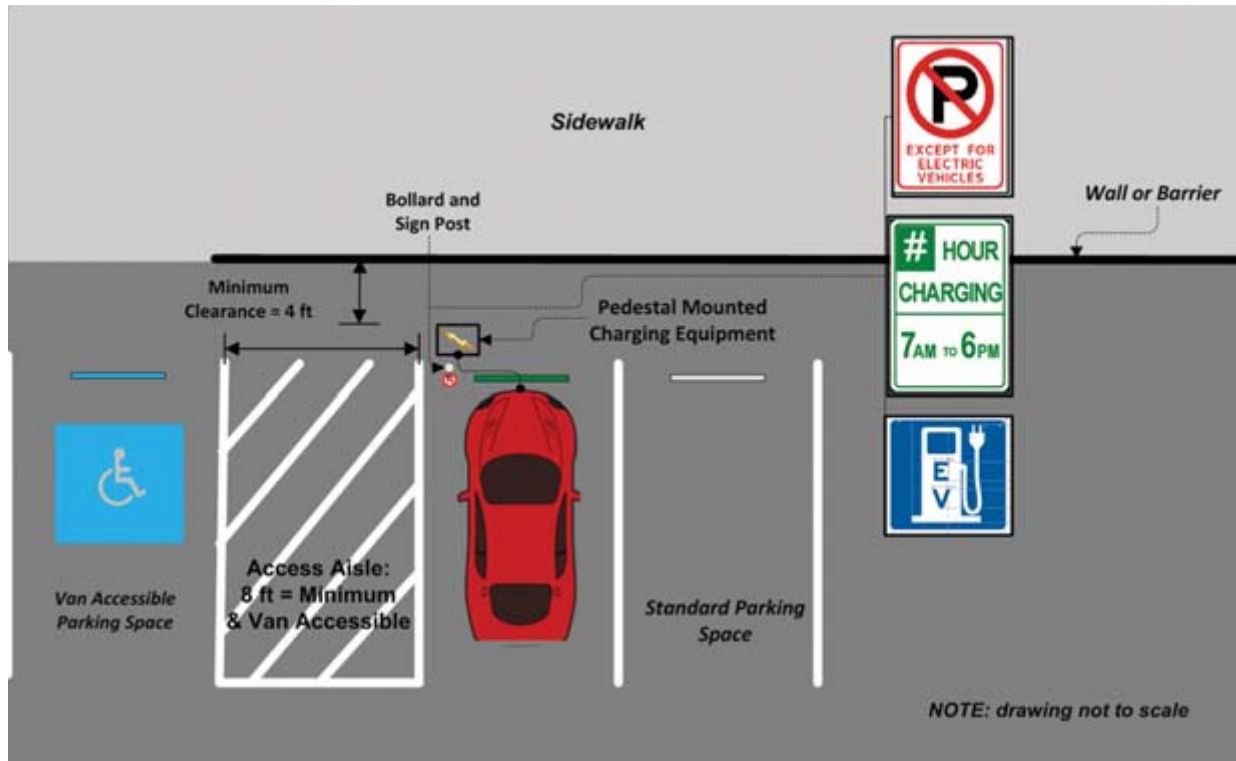 Sidewalk
P
EXCEPT FOR
ELECTRIC
VEHICLES
Bollard and
Sign Post
Wall or Barrier
# HOUR
CHARGING
7AM TO 6PM
Minimum
Clearance = 4 ft
Pedestal Mounted
Charging Equipment
EV
Access Aisle:
8 ft = Minimum
& Van Accessible
Van Accessible
Parking Space
Standard Parking
Space
NOTE: drawing not to scale